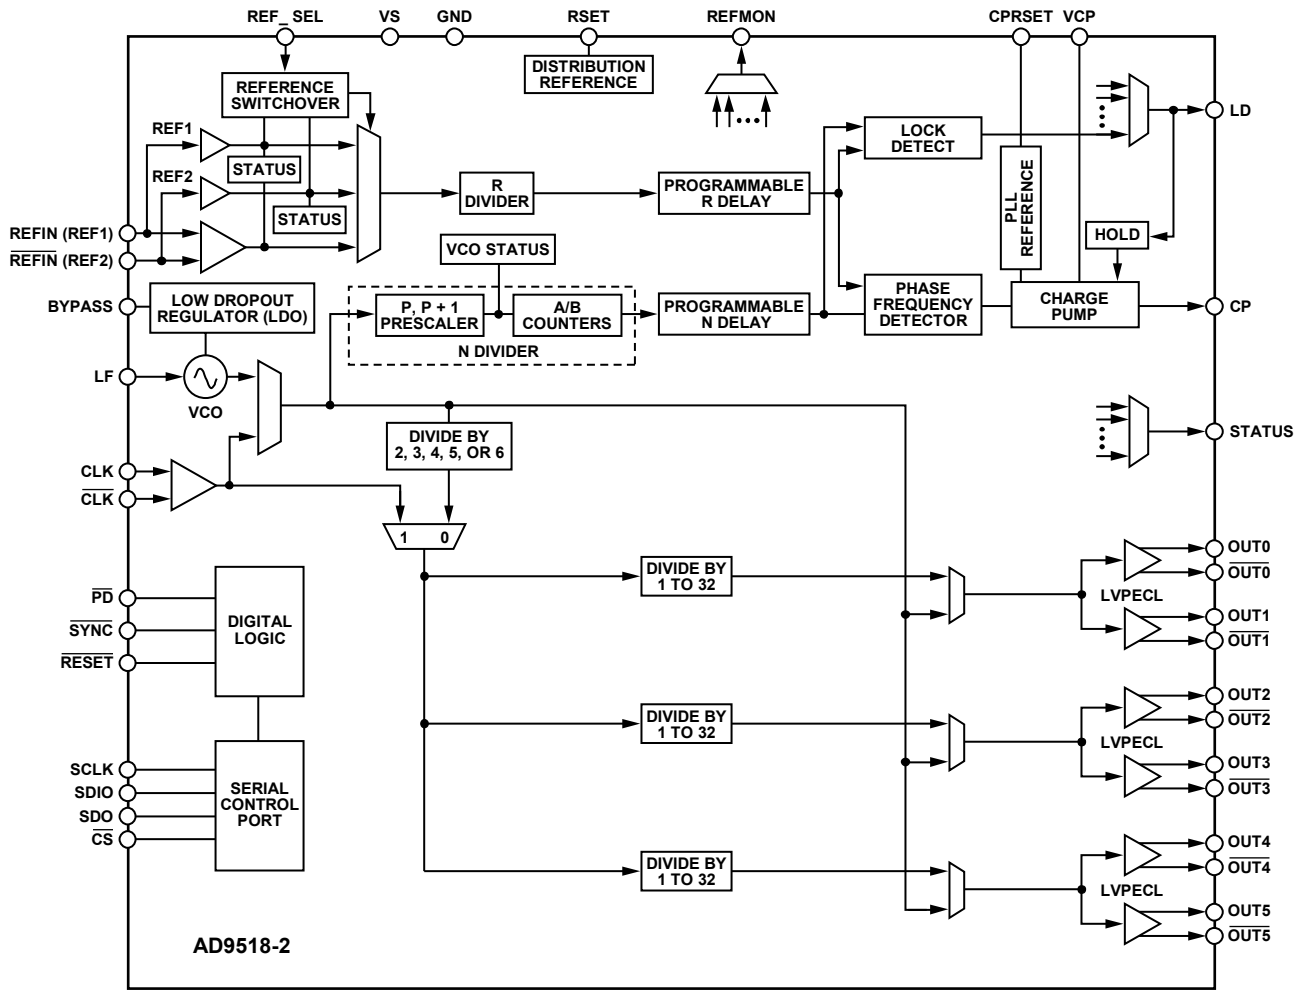 REF_ SEL
VS
GND
RSET
REFMON
CPRSET
VCP
DISTRIBUTION
REFERENCE
REFERENCE
SWITCHOVER
REF1
STATUS
REF2
STATUS
R
DIVIDER
PROGRAMMABLE
R DELAY
LOCK
DETECT
LD
PLL
REFERENCE
HOLD
REFIN (REF1)
REFIN (REF2)
BYPASS
LOW DROPOUT
REGULATOR (LDO)
VCO STATUS
P, P + 1
PRESCALER
A/B
COUNTERS
N DIVIDER
PROGRAMMABLE
N DELAY
PHASE
FREQUENCY
DETECTOR
CHARGE
PUMP
CP
LF
VCO
DIVIDE BY
2, 3, 4, 5, OR 6
STATUS
CLK
CLK
1
0
PD
SYNC
RESET
DIGITAL
LOGIC
DIVIDE BY
1 TO 32
LVPECL
OUT0
OUT0
OUT1
OUT1
DIVIDE BY
1 TO 32
LVPECL
OUT2
OUT2
OUT3
OUT3
SCLK
SDIO
SDO
CS
SERIAL
CONTROL
PORT
DIVIDE BY
1 TO 32
LVPECL
OUT4
OUT4
OUT5
OUT5
AD9518-2